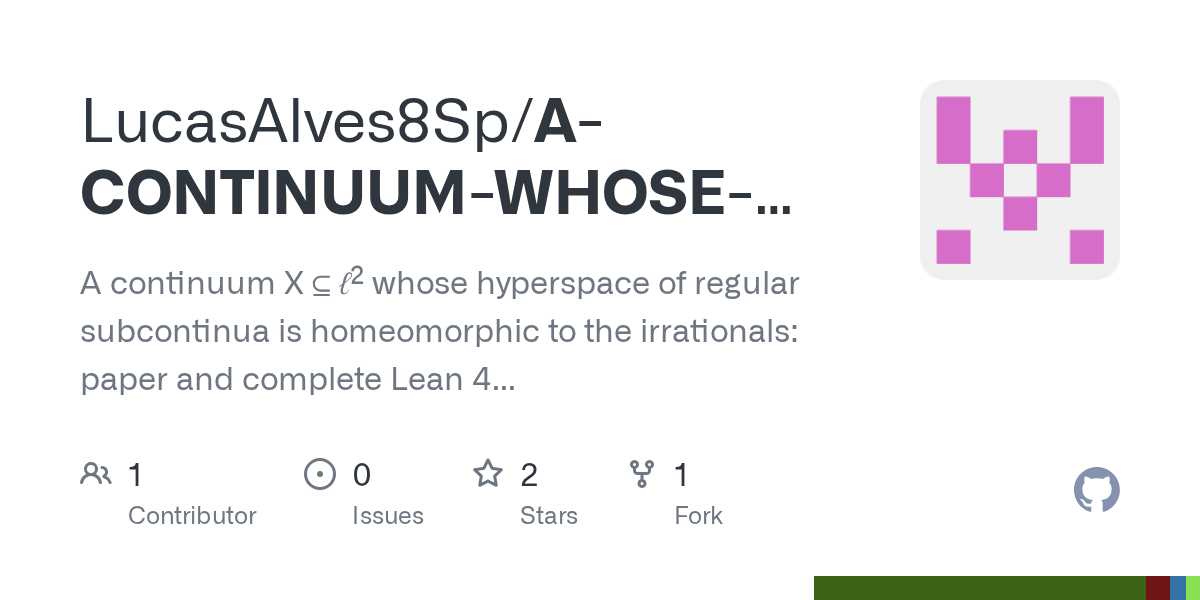 LucasAlves8Sp/A-
CONTINUUM-WHOSE-...
A continuum X ⊆ ℓ² whose hyperspace of regular
subcontinua is homeomorphic to the irrationals:
paper and complete Lean 4...
1 0 2 1
Contributor Issues Stars Fork